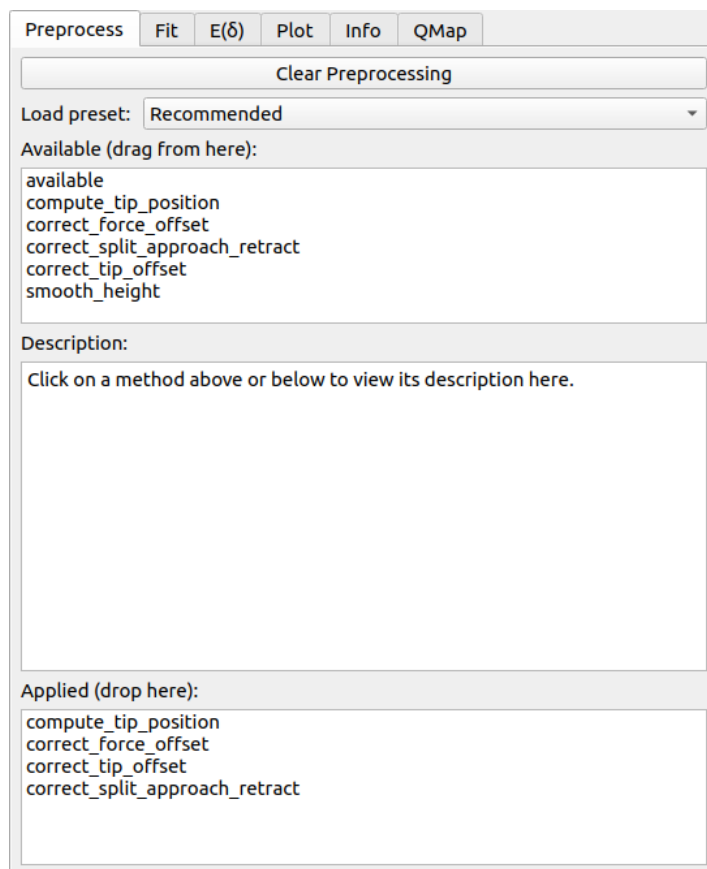 Preprocess Fit E(δ) Plot Info QMap
Clear Preprocessing
Load preset: Recommended
Available (drag from here):
available
compute_tip_position
correct_force_offset
correct_split_approach_retract
correct_tip_offset
smooth_height
Description:
Click on a method above or below to view its description here.
Applied (drop here):
compute_tip_position
correct_force_offset
correct_tip_offset
correct_split_approach_retract